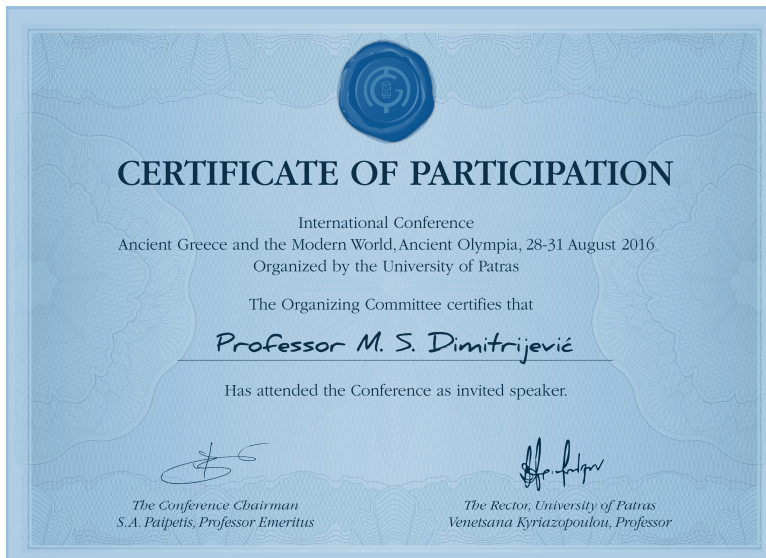 CERTIFICATE OF PARTICIPATION
International Conference
Ancient Greece and the Modern World, Ancient Olympia, 28-31 August 2016
Organized by the University of Patras
The Organizing Committee certifies that
Professor M. S. Dimitrijević
Has attended the Conference as invited speaker.
The Conference Chairman
S.A. Paipetis, Professor Emeritus
The Rector, University of Patras
Venetsana Kyriazopoulou, Professor